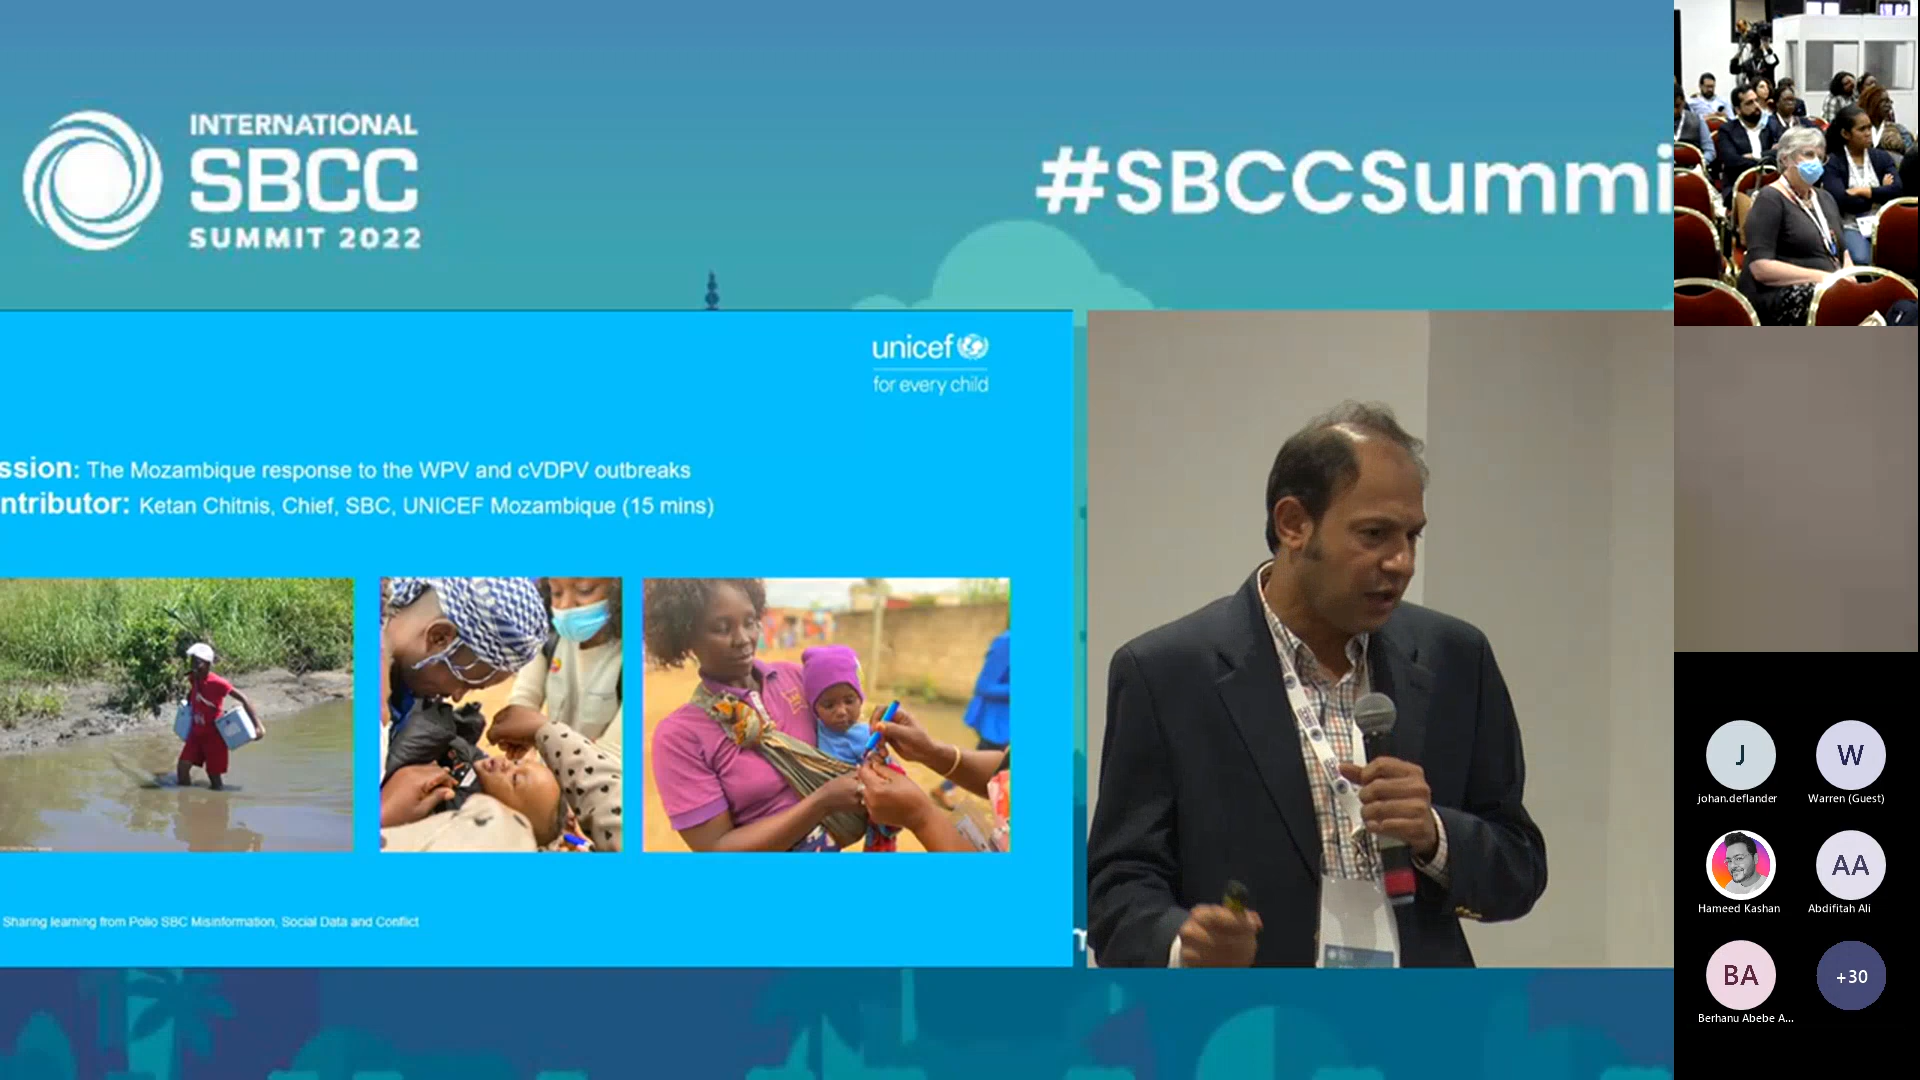 INTERNATIONAL
SBCC
SUMMIT 2022
#SBCCSummi
unicef
for every child
ssion: The Mozambique response to the WPV and cVDPV outbreaks
ntributor: Ketan Chitnis, Chief, SBC, UNICEF Mozambique (15 mins)
Sharing learning from Polio SBC Misinformation, Social Data and Conflict
J
johan.deflander
W
Warren (Guest)
Hameed Kashan
AA
Abdifitah Ali
BA
Berhanu Abebe A...
+30